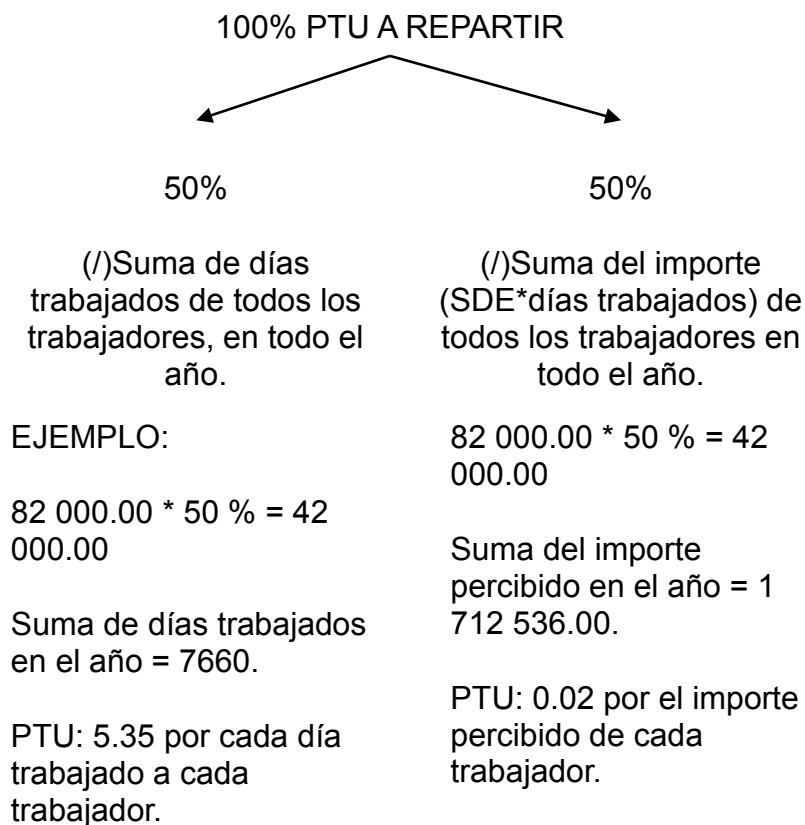 100% PTU A REPARTIR
50%
(/)Suma de días
trabajados de todos los
trabajadores, en todo el
año.
EJEMPLO:
82 000.00 * 50 % = 42
000.00
Suma de días trabajados
en el año = 7660.
PTU: 5.35 por cada día
trabajado a cada
trabajador.
50%
(/)Suma del importe
(SDE*días trabajados) de
todos los trabajadores en
todo el año.
82 000.00 * 50 % = 42
000.00
Suma del importe
percibido en el año = 1
712 536.00.
PTU: 0.02 por el importe
percibido de cada
trabajador.